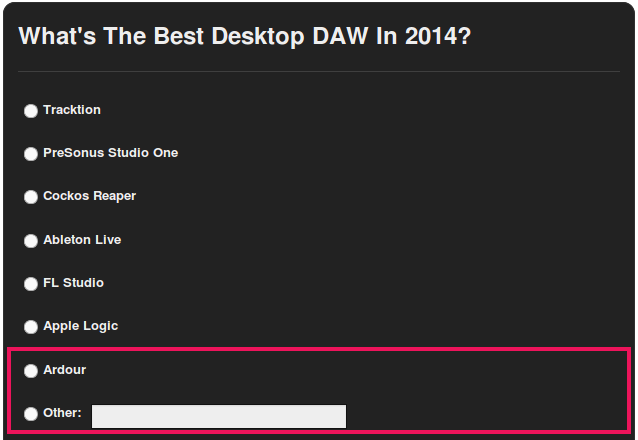 What's The Best Desktop DAW In 2014?
Tracktion
PreSonus Studio One
Cockos Reaper
Ableton Live
FL Studio
Apple Logic
Ardour
Other: